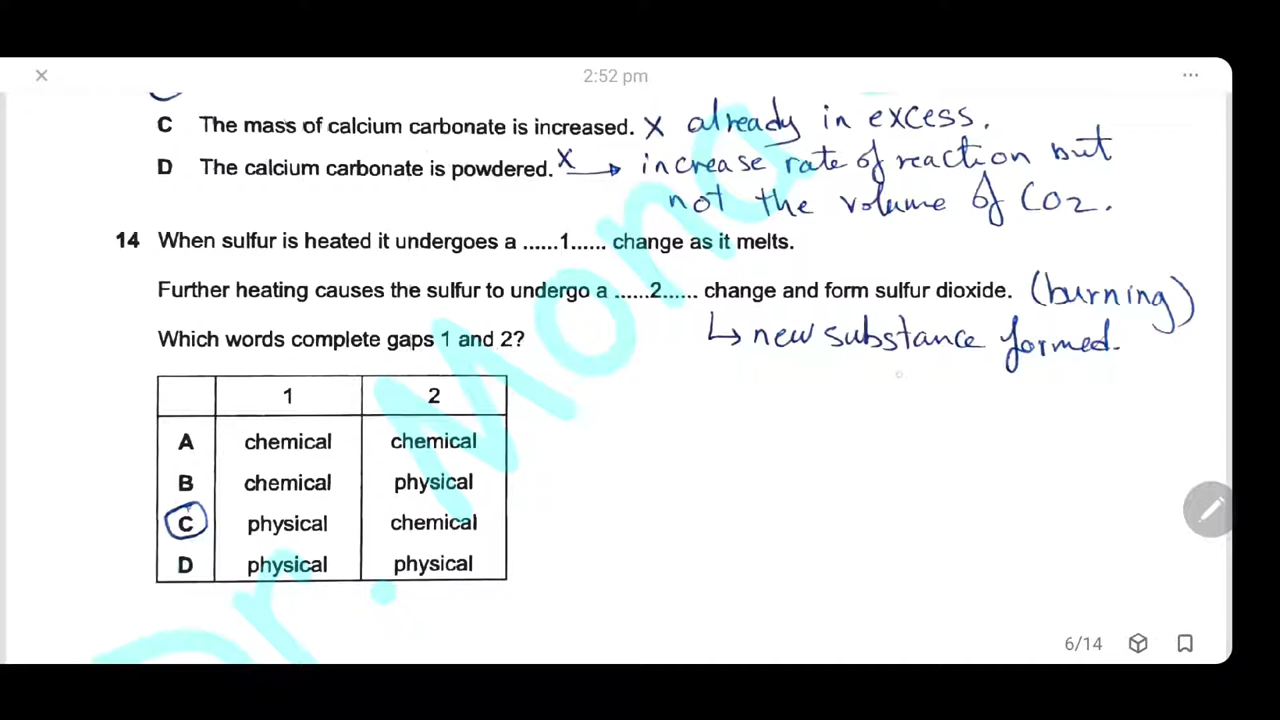 2:52 pm
C The mass of calcium carbonate is increased. X already in excess.
D The calcium carbonate is powdered. X → increase rate of reaction but
not the volume of CO2.
14 When sulfur is heated it undergoes a ......1...... change as it melts.
Further heating causes the sulfur to undergo a ......2...... change and form sulfur dioxide. (burning)
Which words complete gaps 1 and 2? ↳ new substance formed.
1 2
A chemical chemical
B chemical physical
C physical chemical
D physical physical
Dr. Mona
6/14